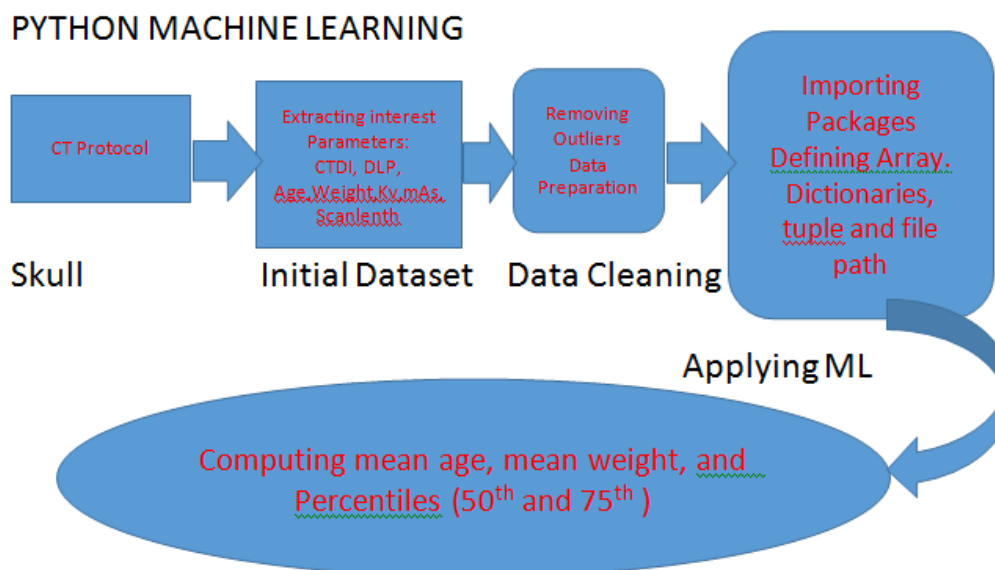 PYTHON MACHINE LEARNING
CT Protocol
Skull
Extracting interest
Parameters:
CTDI, DLP,
Age,Weight,Kv,mAs,
Scanlenth
Initial Dataset
Removing
Outliers
Data
Preparation
Data Cleaning
Importing
Packages
Defining Array.
Dictionaries,
tuple and file
path
Applying ML
Computing mean age, mean weight, and
Percentiles (50th and 75th )